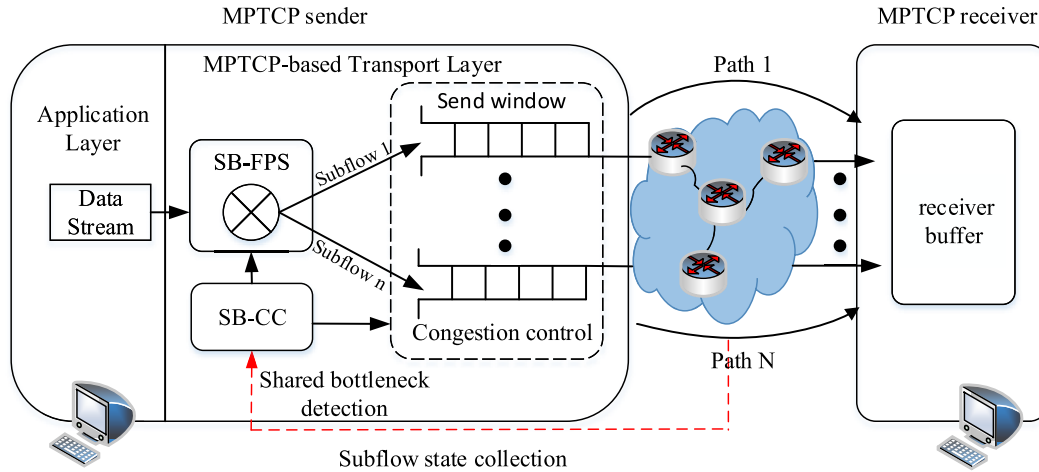 MPTCP sender
MPTCP receiver
MPTCP-based Transport Layer
Path 1
Application
Layer
Send window
SB-FPS
Subflow 1
Data
Stream
receiver
buffer
Subflow n
SB-CC
Congestion control
Path N
Shared bottleneck
detection
Subflow state collection